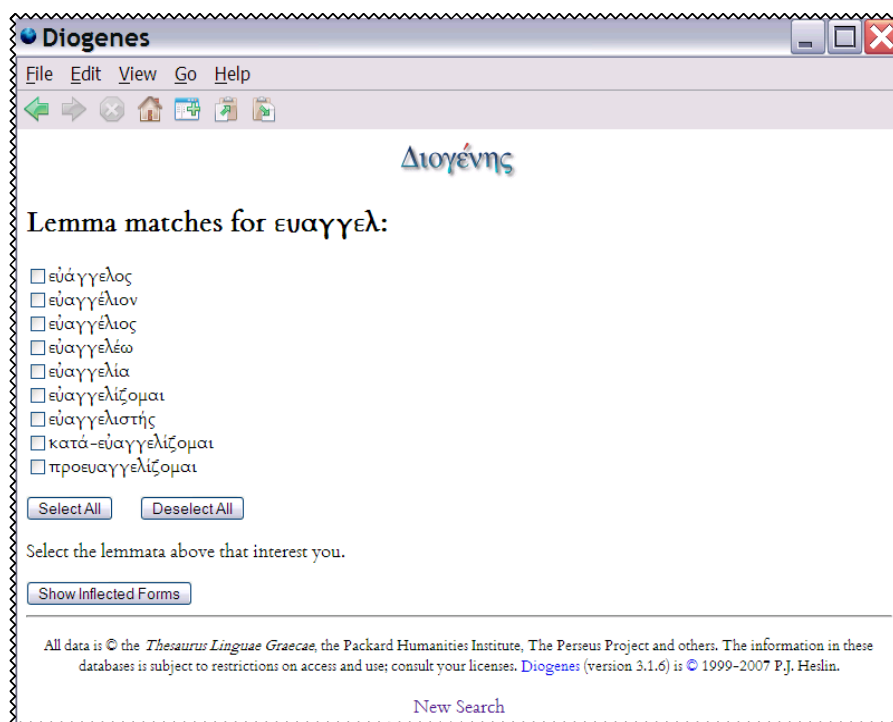 Diogenes
File Edit View Go Help
Διογένης
Lemma matches for ευαγγελ:
εὐάγγελος
εὐαγγέλιον
εὐαγγέλιος
εὐαγγελέω
εὐαγγελία
εὐαγγελίζομαι
εὐαγγελιστής
κατά-εὐαγγελίζομαι
προευαγγελίζομαι
Select All Deselect All
Select the lemmata above that interest you.
Show Inflected Forms
All data is © the Thesaurus Linguae Graecae, the Packard Humanities Institute, The Perseus Project and others. The information in these
databases is subject to restrictions on access and use; consult your licenses. Diogenes (version 3.1.6) is © 1999-2007 P.J. Heslin.
New Search